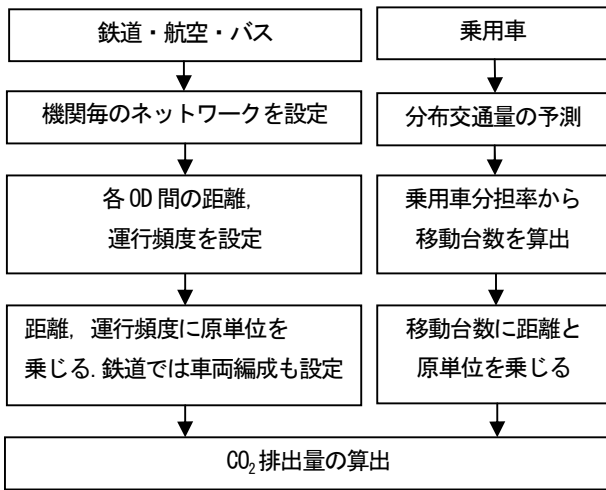 鉄道・航空・バス
機関毎のネットワークを設定
各OD間の距離,
運行頻度を設定
距離, 運行頻度に原単位を
乗じる. 鉄道では車両編成も設定
乗用車
分布交通量の予測
乗用車分担率から
移動台数を算出
移動台数に距離と
原単位を乗じる
CO₂排出量の算出